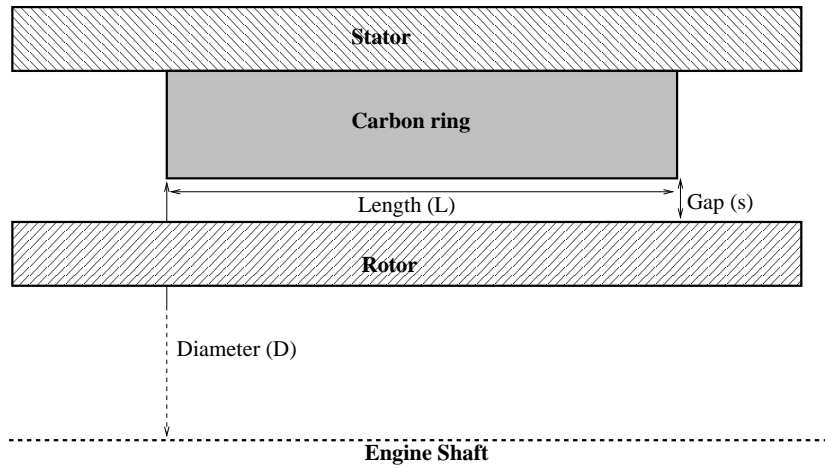 Stator
Carbon ring
Length (L)
Gap (s)
Rotor
Diameter (D)
Engine Shaft